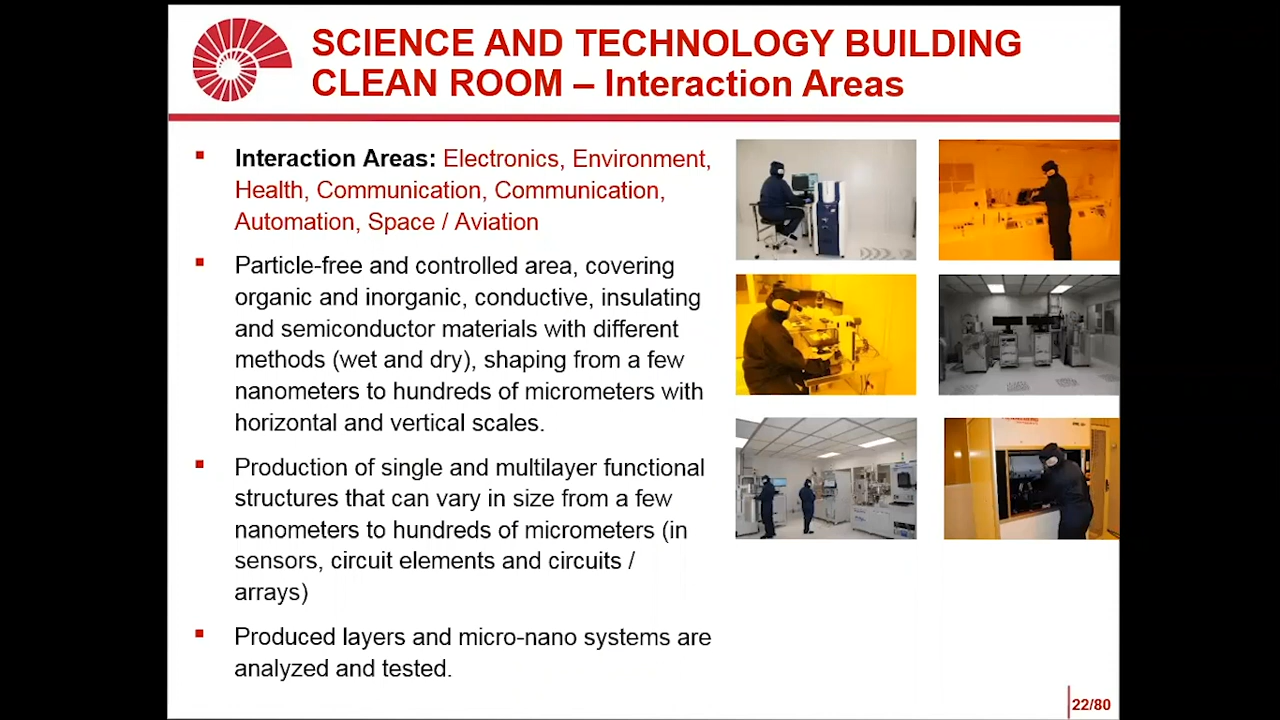 SCIENCE AND TECHNOLOGY BUILDING
CLEAN ROOM – Interaction Areas
Interaction Areas: Electronics, Environment,
Health, Communication, Communication,
Automation, Space / Aviation
Particle-free and controlled area, covering
organic and inorganic, conductive, insulating
and semiconductor materials with different
methods (wet and dry), shaping from a few
nanometers to hundreds of micrometers with
horizontal and vertical scales.
Production of single and multilayer functional
structures that can vary in size from a few
nanometers to hundreds of micrometers (in
sensors, circuit elements and circuits /
arrays)
Produced layers and micro-nano systems are
analyzed and tested.
22/80